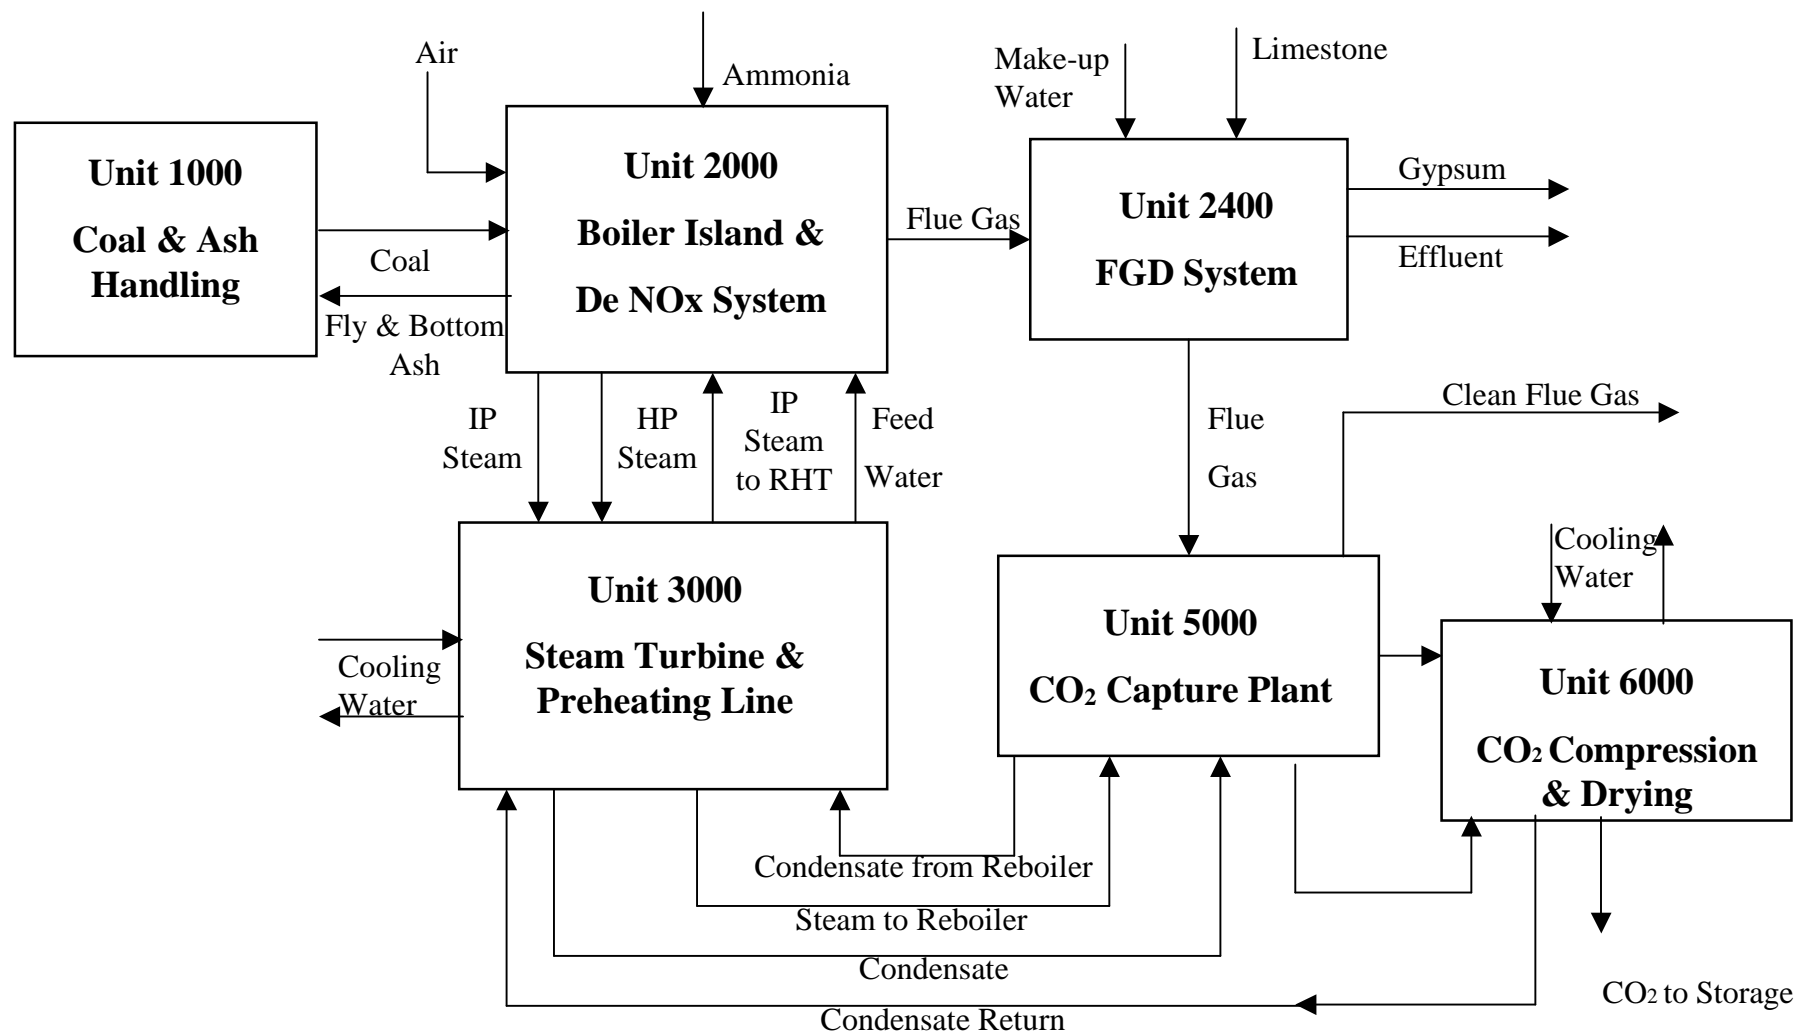 Air
Ammonia
Make-up
Water
Limestone
Unit 1000
Coal & Ash
Handling
Coal
Fly & Bottom
Ash
Unit 2000
Boiler Island &
De NOx System
Flue Gas
Unit 2400
FGD System
Gypsum
Effluent
IP
Steam
HP
Steam
IP
Steam
to RHT
Feed
Water
Flue
Gas
Clean Flue Gas
Unit 3000
Steam Turbine &
Preheating Line
Cooling
Water
Unit 5000
CO₂ Capture Plant
Cooling
Water
Unit 6000
CO₂ Compression
& Drying
Condensate from Reboiler
Steam to Reboiler
Condensate
Condensate Return
CO₂ to Storage